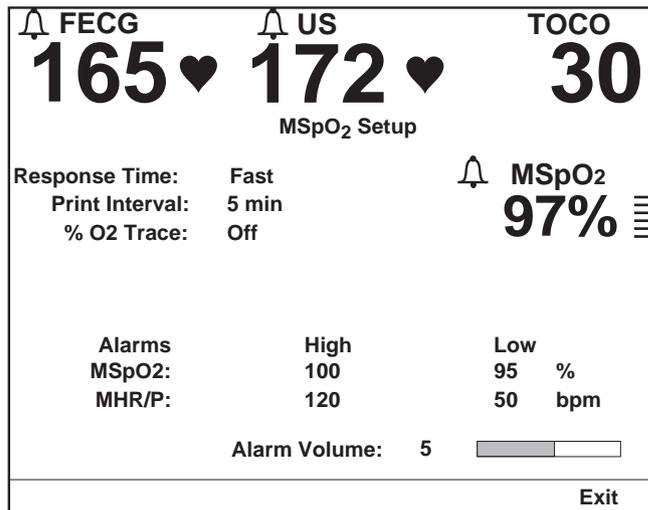 FECG US TOCO
165 172 30
MSpO2 Setup
Response Time: Fast
MSpO2
Print Interval: 5 min
97%
% O2 Trace: Off
Alarms High Low
MSpO2: 100 95 %
MHR/P: 120 50 bpm
Alarm Volume: 5
Exit